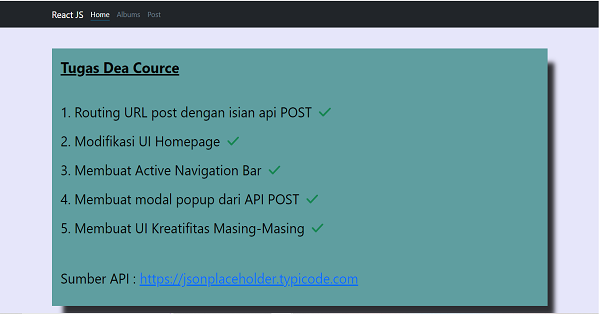 React JS Home Albums Post
Tugas Dea Cource
1. Routing URL post dengan isian api POST ✓
2. Modifikasi UI Homepage ✓
3. Membuat Active Navigation Bar ✓
4. Membuat modal popup dari API POST ✓
5. Membuat UI Kreatifitas Masing-Masing ✓
Sumber API : https://jsonplaceholder.typicode.com